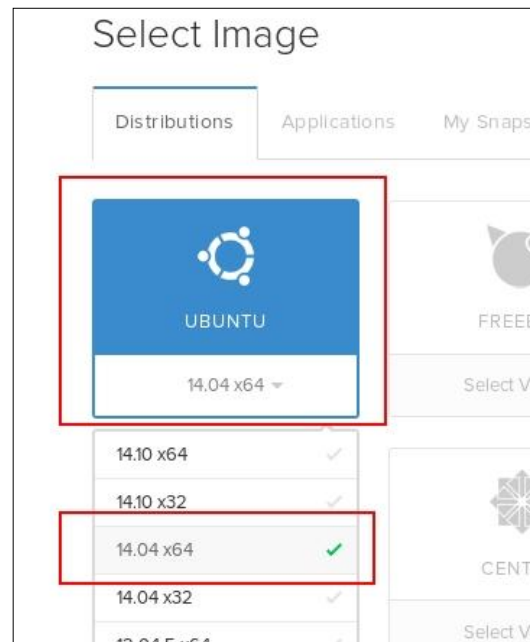 Select Image
Distributions Applications My Snaps
UBUNTU
14.04 x64
14.10 x64
14.10 x32
14.04 x64
14.04 x32
FREEB
Select V
CENT
Select V